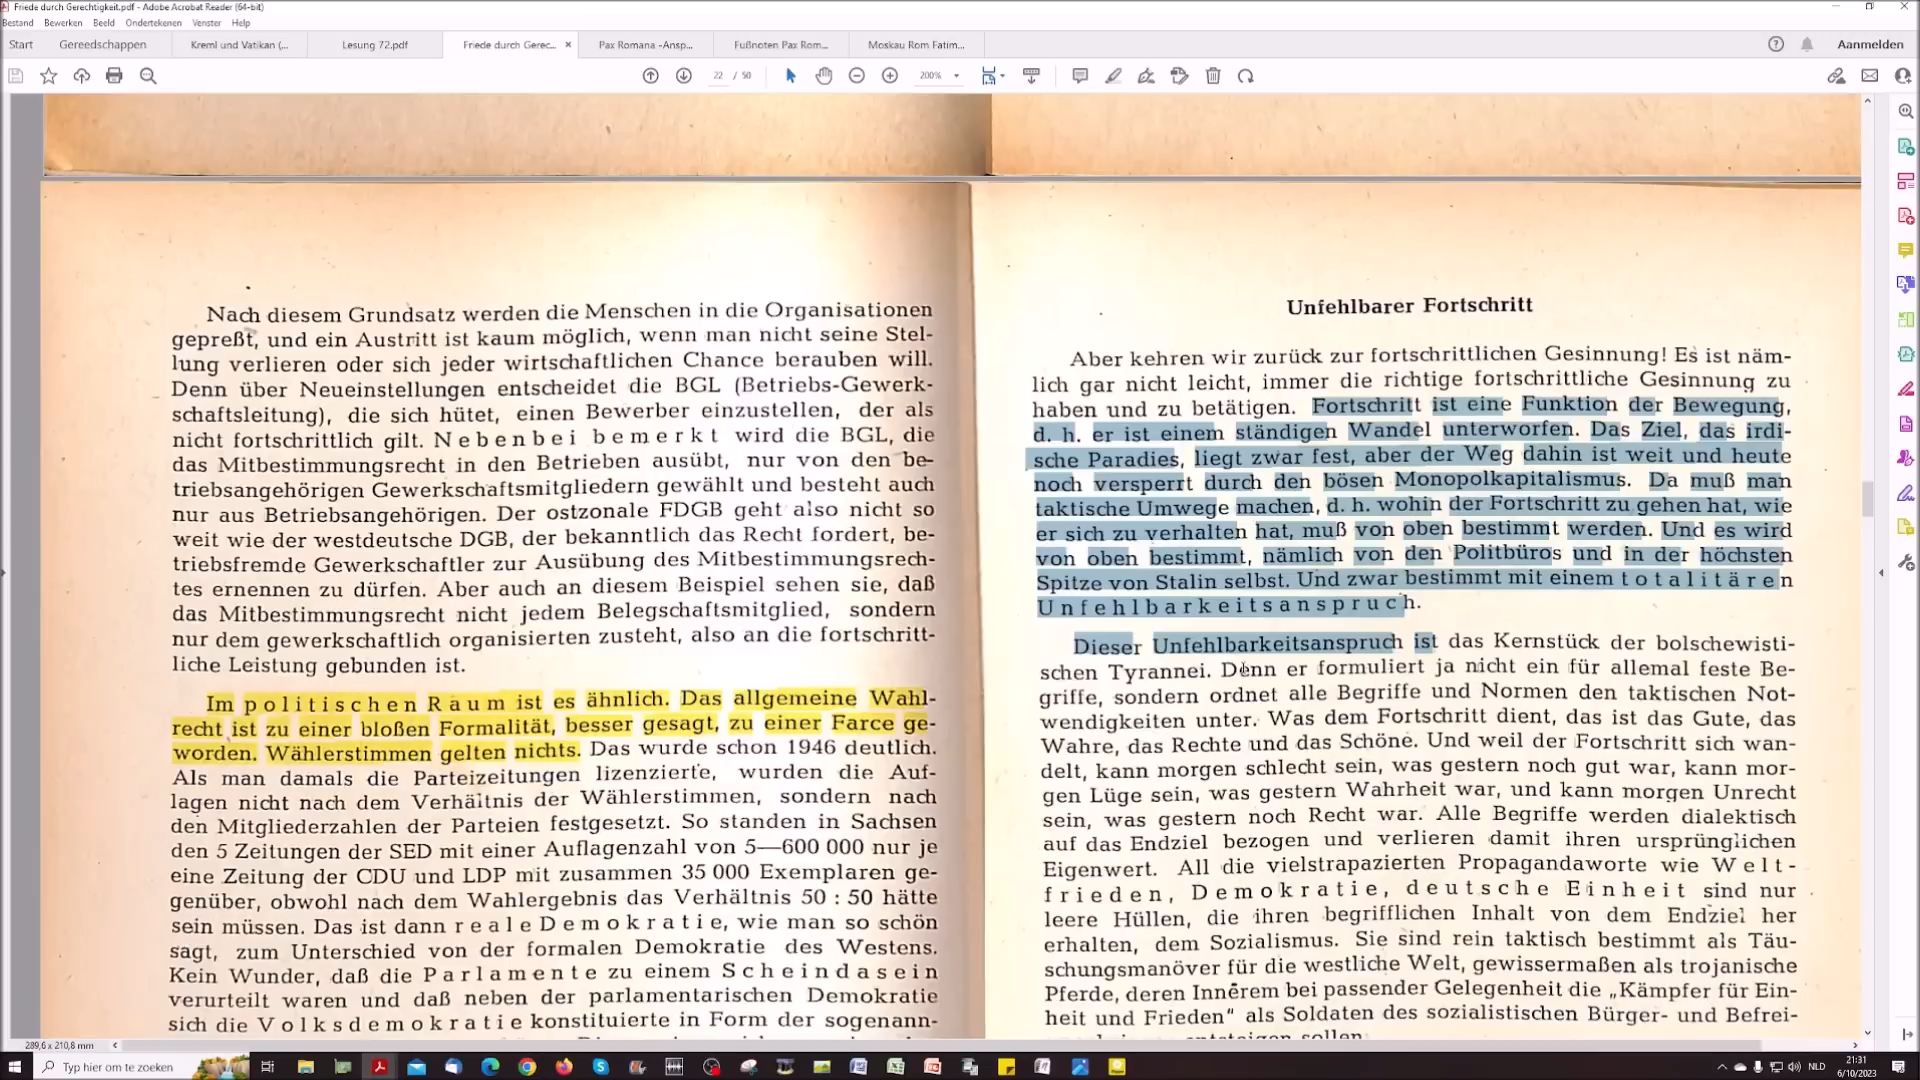 Friede durch Gerechtigkeit.pdf - Adobe Acrobat Reader (64-bit)
Bestand Bewerken Beeld Ondertekenen Venster Help
Start Gereedschappen Kreml und Vatikan (... Lesung 72.pdf Friede durch Gerec... × Pax Romana -Ansp... Fußnoten Pax Rom... Moskau Rom Fatim... Aanmelden
22 / 50 200%
Nach diesem Grundsatz werden die Menschen in die Organisationen
gepreßt, und ein Austritt ist kaum möglich, wenn man nicht seine Stel-
lung verlieren oder sich jeder wirtschaftlichen Chance berauben will.
Denn über Neueinstellungen entscheidet die BGL (Betriebs-Gewerk-
schaftsleitung), die sich hütet, einen Bewerber einzustellen, der als
nicht fortschrittlich gilt. Nebenbei bemerkt wird die BGL, die
das Mitbestimmungsrecht in den Betrieben ausübt, nur von den be-
triebsangehörigen Gewerkschaftsmitgliedern gewählt und besteht auch
nur aus Betriebsangehörigen. Der ostzonale FDGB geht also nicht so
weit wie der westdeutsche DGB, der bekanntlich das Recht fordert, be-
triebsfremde Gewerkschaftler zur Ausübung des Mitbestimmungsrech-
tes ernennen zu dürfen. Aber auch an diesem Beispiel sehen sie, daß
das Mitbestimmungsrecht nicht jedem Belegschaftsmitglied, sondern
nur dem gewerkschaftlich organisierten zusteht, also an die fortschritt-
liche Leistung gebunden ist.
Im politischen Raum ist es ähnlich. Das allgemeine Wahl-
recht ist zu einer bloßen Formalität, besser gesagt, zu einer Farce ge-
worden. Wählerstimmen gelten nichts. Das wurde schon 1946 deutlich.
Als man damals die Parteizeitungen lizenzierte, wurden die Auf-
lagen nicht nach dem Verhältnis der Wählerstimmen, sondern nach
den Mitgliederzahlen der Parteien festgesetzt. So standen in Sachsen
den 5 Zeitungen der SED mit einer Auflagenzahl von 5—600 000 nur je
eine Zeitung der CDU und LDP mit zusammen 35 000 Exemplaren ge-
genüber, obwohl nach dem Wahlergebnis das Verhältnis 50 : 50 hätte
sein müssen. Das ist dann reale Demokratie, wie man so schön
sagt, zum Unterschied von der formalen Demokratie des Westens.
Kein Wunder, daß die Parlamente zu einem Scheindasein
verurteilt waren und daß neben der parlamentarischen Demokratie
sich die Volksdemokratie konstituierte in Form der sogenann-
Unfehlbarer Fortschritt
Aber kehren wir zurück zur fortschrittlichen Gesinnung! Es ist näm-
lich gar nicht leicht, immer die richtige fortschrittliche Gesinnung zu
haben und zu betätigen. Fortschritt ist eine Funktion der Bewegung,
d. h. er ist einem ständigen Wandel unterworfen. Das Ziel, das irdi-
sche Paradies, liegt zwar fest, aber der Weg dahin ist weit und heute
noch versperrt durch den bösen Monopolkapitalismus. Da muß man
taktische Umwege machen, d. h. wohin der Fortschritt zu gehen hat, wie
er sich zu verhalten hat, muß von oben bestimmt werden. Und es wird
von oben bestimmt, nämlich von den Politbüros und in der höchsten
Spitze von Stalin selbst. Und zwar bestimmt mit einem totalitären
Unfehlbarkeitsanspruch.
Dieser Unfehlbarkeitsanspruch ist das Kernstück der bolschewisti-
schen Tyrannei. Denn er formuliert ja nicht ein für allemal feste Be-
griffe, sondern ordnet alle Begriffe und Normen den taktischen Not-
wendigkeiten unter. Was dem Fortschritt dient, das ist das Gute, das
Wahre, das Rechte und das Schöne. Und weil der Fortschritt sich wan-
delt, kann morgen schlecht sein, was gestern noch gut war, kann mor-
gen Lüge sein, was gestern Wahrheit war, und kann morgen Unrecht
sein, was gestern noch Recht war. Alle Begriffe werden dialektisch
auf das Endziel bezogen und verlieren damit ihren ursprünglichen
Eigenwert. All die vielstrapazierten Propagandaworte wie Welt-
frieden, Demokratie, deutsche Einheit sind nur
leere Hüllen, die ihren begrifflichen Inhalt von dem Endziel her
erhalten, dem Sozialismus. Sie sind rein taktisch bestimmt als Täu-
schungsmanöver für die westliche Welt, gewissermaßen als trojanische
Pferde, deren Innerem bei passender Gelegenheit die „Kämpfer für Ein-
heit und Frieden“ als Soldaten des sozialistischen Bürger- und Befrei-
289,6 x 210,8 mm
Typ hier om te zoeken
NLD
21:31
6/10/2023